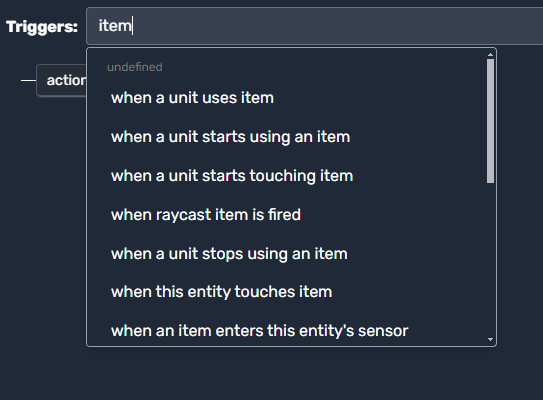 Triggers: item
undefined
action
when a unit uses item
when a unit starts using an item
when a unit starts touching item
when raycast item is fired
when a unit stops using an item
when this entity touches item
when an item enters this entity's sensor